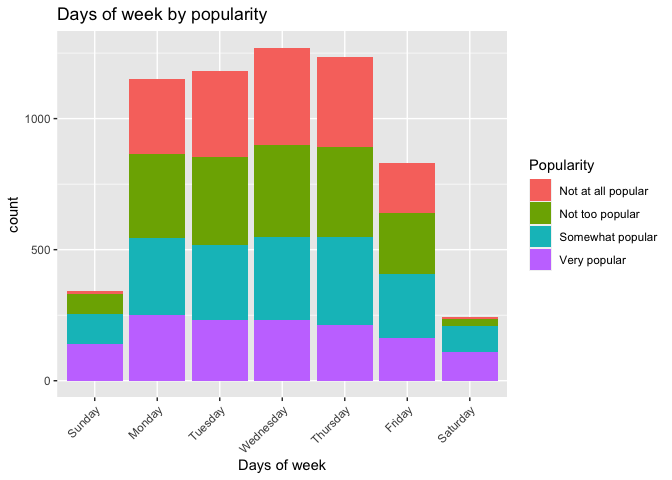 Days of week by popularity
count
1000
500
0
Sunday
Monday
Tuesday
Wednesday
Thursday
Friday
Saturday
Days of week
Popularity
Not at all popular
Not too popular
Somewhat popular
Very popular